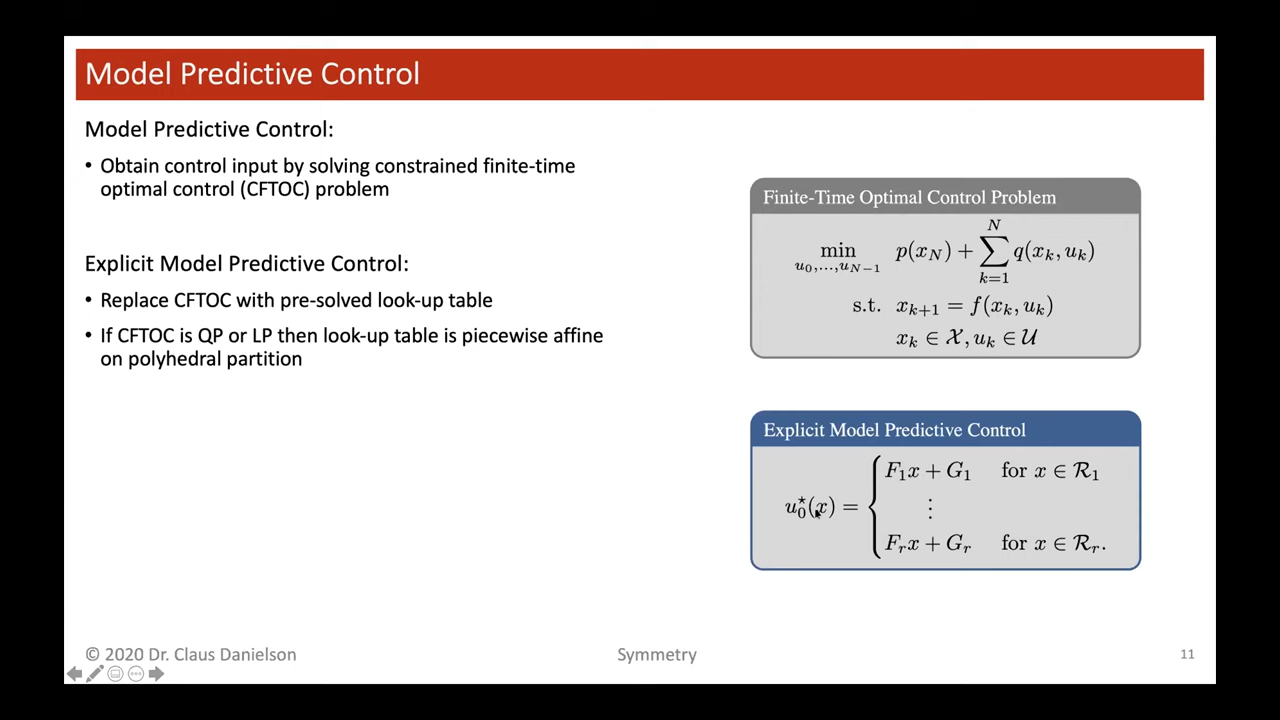 Model Predictive Control
Model Predictive Control:
• Obtain control input by solving constrained finite-time
optimal control (CFTOC) problem
Explicit Model Predictive Control:
• Replace CFTOC with pre-solved look-up table
• If CFTOC is QP or LP then look-up table is piecewise affine
on polyhedral partition
Finite-Time Optimal Control Problem
min_{u_0,...,u_{N-1}} p(x_N) + ∑_{k=1}^{N} q(x_k, u_k)
s.t. x_{k+1} = f(x_k, u_k)
x_k ∈ 𝒳, u_k ∈ 𝒰
Explicit Model Predictive Control
u_0^⋆(x) = { F_1x + G_1 for x ∈ ℛ_1
⋮
F_rx + G_r for x ∈ ℛ_r.
© 2020 Dr. Claus Danielson
Symmetry
11